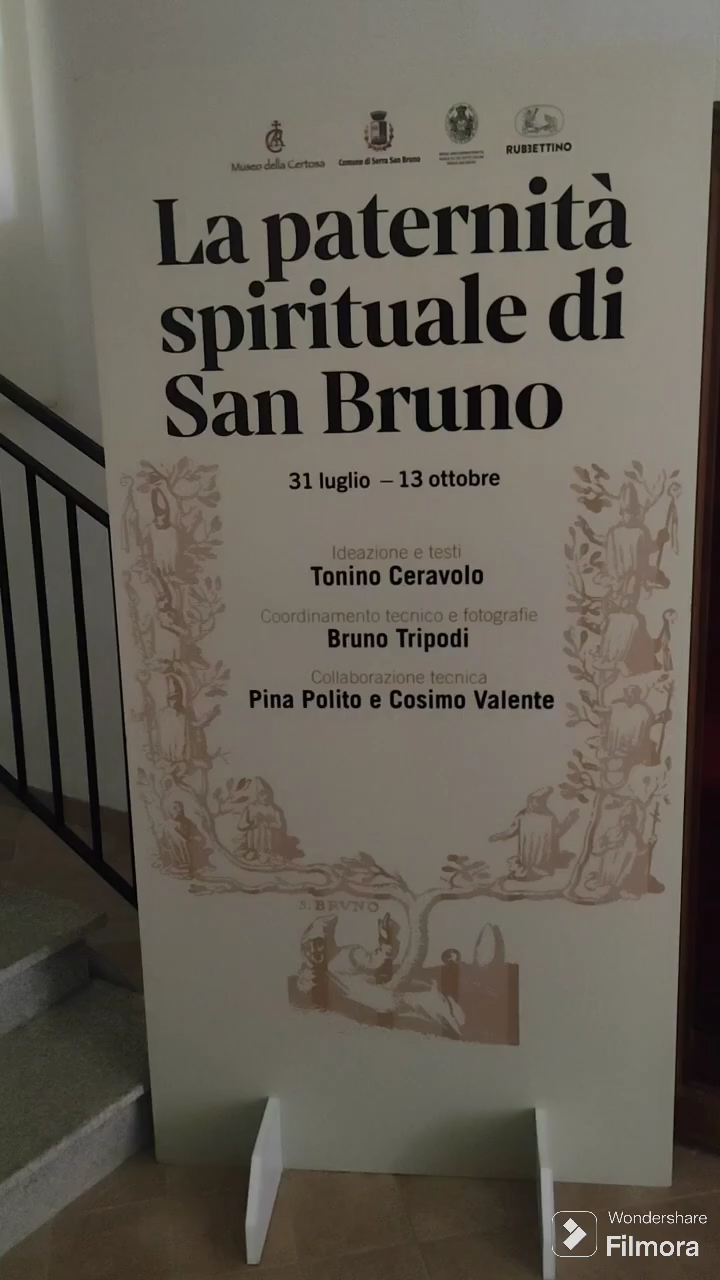 Museo della Certosa
Comune di Serra San Bruno
RUBBETTINO
La paternità
spirituale di
San Bruno
31 luglio – 13 ottobre
Ideazione e testi
Tonino Ceravolo
Coordinamento tecnico e fotografie
Bruno Tripodi
Collaborazione tecnica
Pina Polito e Cosimo Valente
S. BRVNO
Wondershare
Filmora